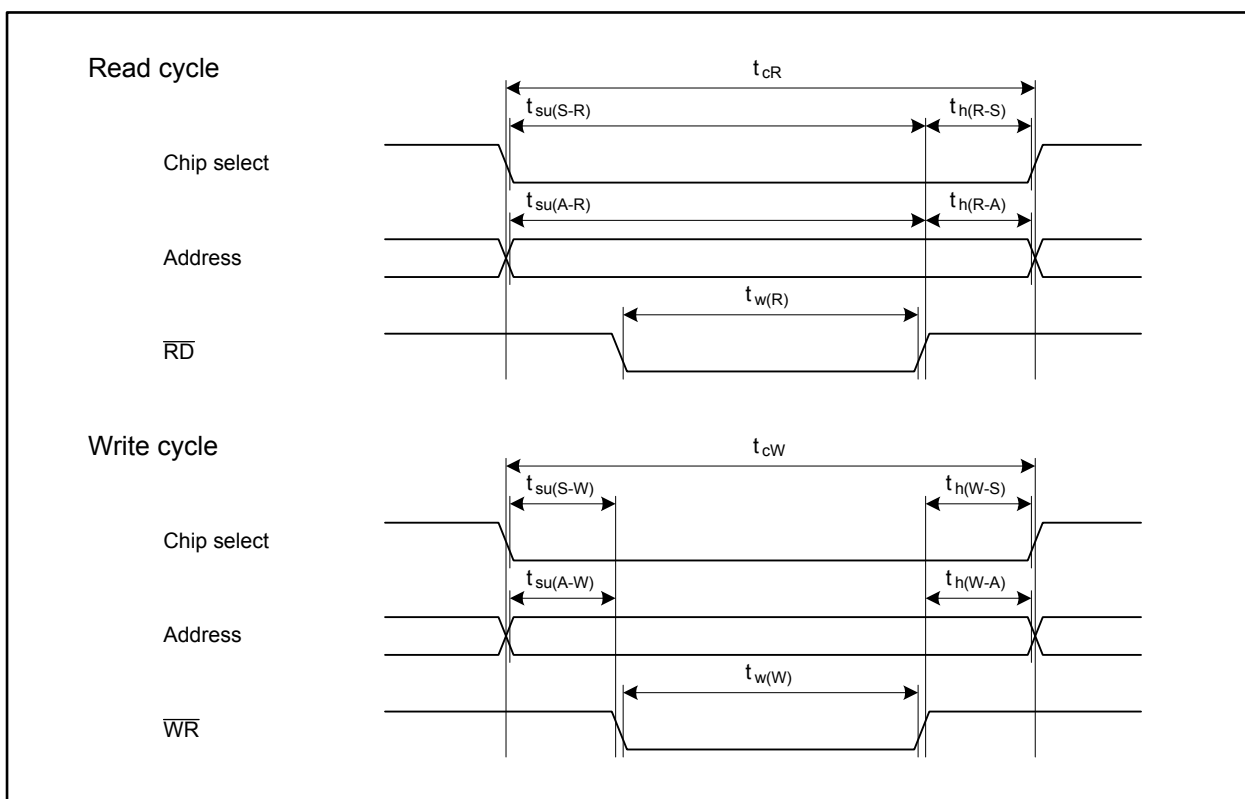 Read cycle
tcR
tsu(S-R) th(R-S)
Chip select
tsu(A-R) th(R-A)
Address
tw(R)
RD
Write cycle
tcW
tsu(S-W) th(W-S)
Chip select
tsu(A-W) th(W-A)
Address
tw(W)
WR